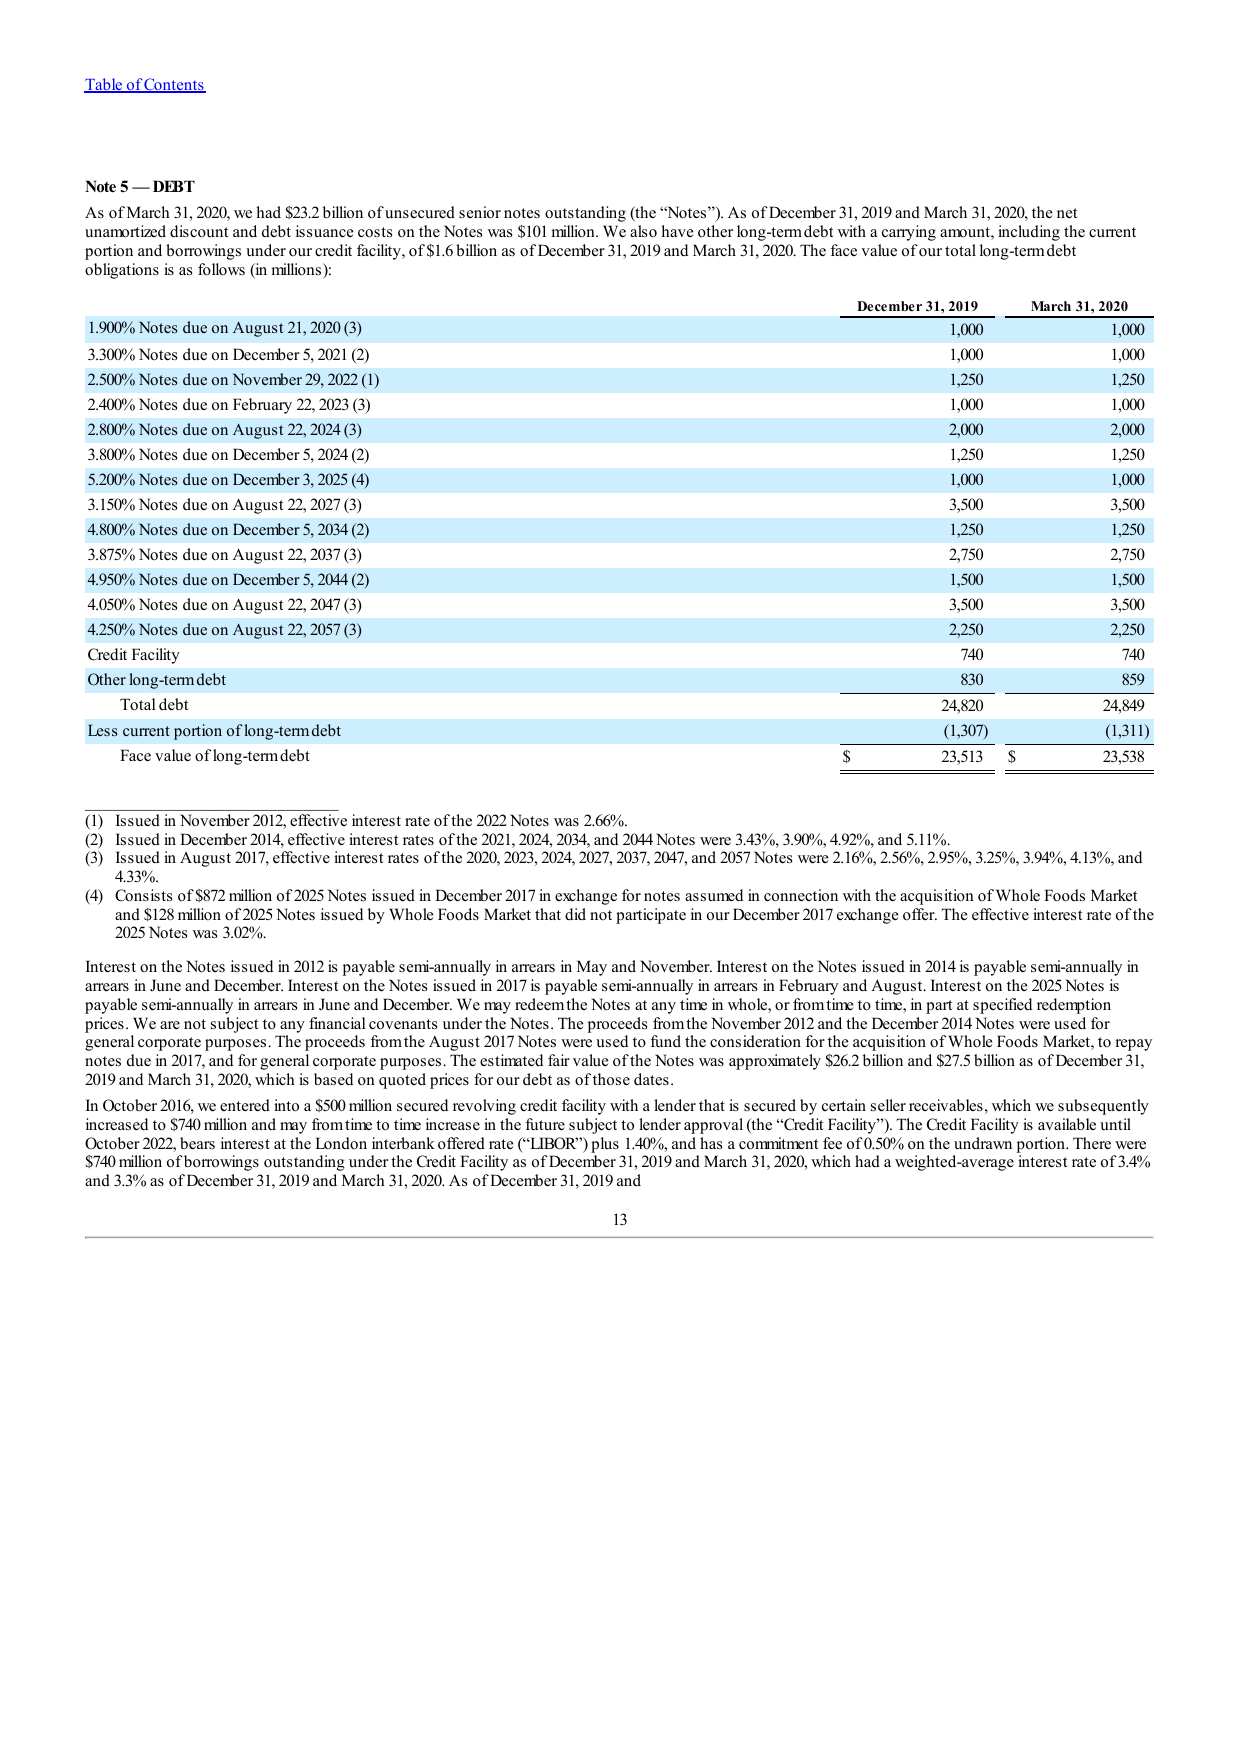 Table of Contents
Note 5 — DEBT
As of March 31, 2020, we had $23.2 billion of unsecured senior notes outstanding (the “Notes”). As of December 31, 2019 and March 31, 2020, the net
unamortized discount and debt issuance costs on the Notes was $101 million. We also have other long-term debt with a carrying amount, including the current
portion and borrowings under our credit facility, of $1.6 billion as of December 31, 2019 and March 31, 2020. The face value of our total long-term debt
obligations is as follows (in millions):
December 31, 2019 March 31, 2020
1.900% Notes due on August 21, 2020 (3) 1,000 1,000
3.300% Notes due on December 5, 2021 (2) 1,000 1,000
2.500% Notes due on November 29, 2022 (1) 1,250 1,250
2.400% Notes due on February 22, 2023 (3) 1,000 1,000
2.800% Notes due on August 22, 2024 (3) 2,000 2,000
3.800% Notes due on December 5, 2024 (2) 1,250 1,250
5.200% Notes due on December 3, 2025 (4) 1,000 1,000
3.150% Notes due on August 22, 2027 (3) 3,500 3,500
4.800% Notes due on December 5, 2034 (2) 1,250 1,250
3.875% Notes due on August 22, 2037 (3) 2,750 2,750
4.950% Notes due on December 5, 2044 (2) 1,500 1,500
4.050% Notes due on August 22, 2047 (3) 3,500 3,500
4.250% Notes due on August 22, 2057 (3) 2,250 2,250
Credit Facility 740 740
Other long-term debt 830 859
Total debt 24,820 24,849
Less current portion of long-term debt (1,307) (1,311)
Face value of long-term debt $ 23,513 $ 23,538
(1) Issued in November 2012, effective interest rate of the 2022 Notes was 2.66%.
(2) Issued in December 2014, effective interest rates of the 2021, 2024, 2034, and 2044 Notes were 3.43%, 3.90%, 4.92%, and 5.11%.
(3) Issued in August 2017, effective interest rates of the 2020, 2023, 2024, 2027, 2037, 2047, and 2057 Notes were 2.16%, 2.56%, 2.95%, 3.25%, 3.94%, 4.13%, and
4.33%.
(4) Consists of $872 million of 2025 Notes issued in December 2017 in exchange for notes assumed in connection with the acquisition of Whole Foods Market
and $128 million of 2025 Notes issued by Whole Foods Market that did not participate in our December 2017 exchange offer. The effective interest rate of the
2025 Notes was 3.02%.
Interest on the Notes issued in 2012 is payable semi-annually in arrears in May and November. Interest on the Notes issued in 2014 is payable semi-annually in
arrears in June and December. Interest on the Notes issued in 2017 is payable semi-annually in arrears in February and August. Interest on the 2025 Notes is
payable semi-annually in arrears in June and December. We may redeem the Notes at any time in whole, or from time to time, in part at specified redemption
prices. We are not subject to any financial covenants under the Notes. The proceeds from the November 2012 and the December 2014 Notes were used for
general corporate purposes. The proceeds from the August 2017 Notes were used to fund the consideration for the acquisition of Whole Foods Market, to repay
notes due in 2017, and for general corporate purposes. The estimated fair value of the Notes was approximately $26.2 billion and $27.5 billion as of December 31,
2019 and March 31, 2020, which is based on quoted prices for our debt as of those dates.
In October 2016, we entered into a $500 million secured revolving credit facility with a lender that is secured by certain seller receivables, which we subsequently
increased to $740 million and may from time to time increase in the future subject to lender approval (the “Credit Facility”). The Credit Facility is available until
October 2022, bears interest at the London interbank offered rate (“LIBOR”) plus 1.40%, and has a commitment fee of 0.50% on the undrawn portion. There were
$740 million of borrowings outstanding under the Credit Facility as of December 31, 2019 and March 31, 2020, which had a weighted-average interest rate of 3.4%
and 3.3% as of December 31, 2019 and March 31, 2020. As of December 31, 2019 and
13